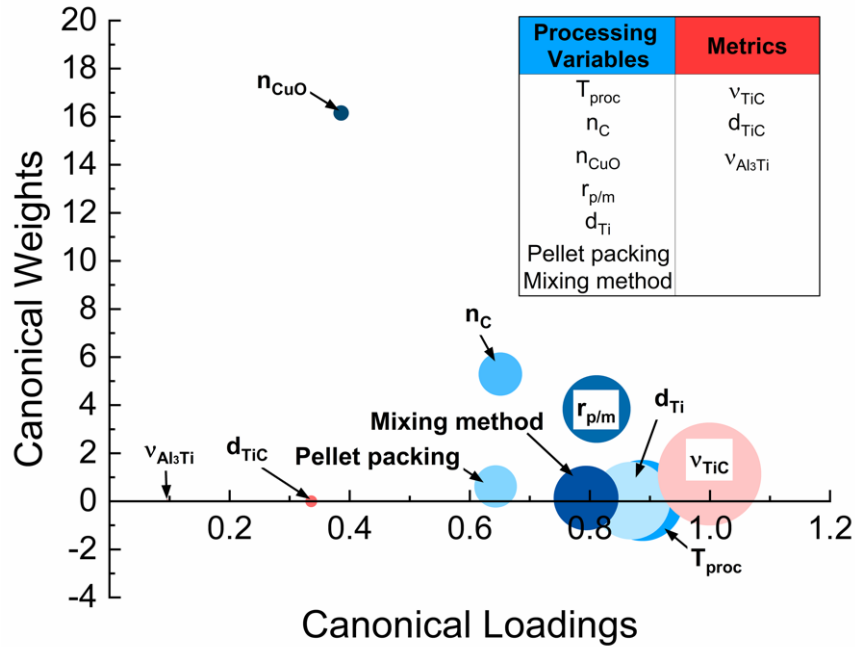 Canonical Weights
20
18
16
14
12
10
8
6
4
2
0
-2
-4
Processing Variables
Metrics
T_proc
ν_TiC
n_C
d_TiC
n_CuO
ν_Al₃Ti
r_p/m
d_Ti
Pellet packing
Mixing method
n_CuO
n_C
r_p/m
d_Ti
Mixing method
ν_Al₃Ti
d_TiC
Pellet packing
ν_TiC
T_proc
0.2
0.4
0.6
0.8
1.0
1.2
Canonical Loadings